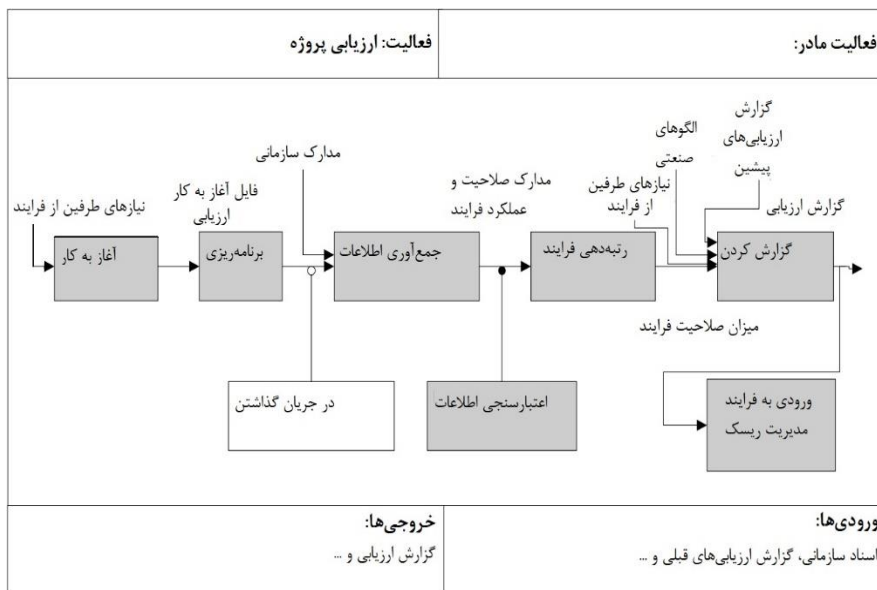 فعالیت مادر:
فعالیت: ارزیابی پروژه
گزارش
ارزیابی‌های
پیشین
الگوهای
صنعتی
نیازهای طرفین
از فرایند
گزارش ارزیابی
مدارک سازمانی
مدارک صلاحیت و
عملکرد فرایند
فایل آغاز به کار
ارزیابی
نیازهای طرفین از فرایند
آغاز به کار
برنامه‌ریزی
جمع‌آوری اطلاعات
رتبه‌دهی فرایند
گزارش کردن
میزان صلاحیت فرایند
در جریان گذاشتن
اعتبارسنجی اطلاعات
ورودی به فرایند
مدیریت ریسک
ورودی‌ها:
اسناد سازمانی، گزارش ارزیابی‌های قبلی و ...
خروجی‌ها:
گزارش ارزیابی و ...